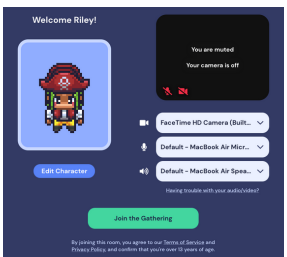 Welcome Riley!
You are muted
Your camera is off
FaceTime HD Camera (Built...
Default - MacBook Air Micr...
Edit Character
Default - MacBook Air Spea...
Having trouble with your audio/video?
Join the Gathering
By joining this room, you agree to our Terms of Service and
Privacy Policy, and confirm that you're over 13 years of age.